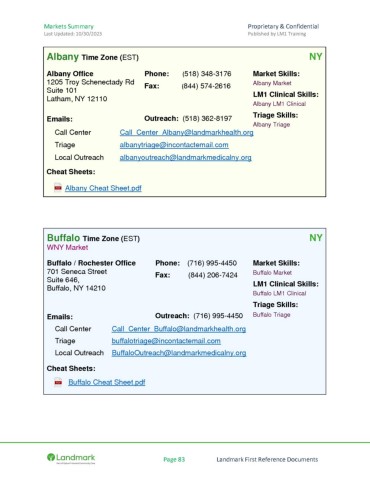 Markets Summary Proprietary & Confidential
Last Updated: 10/30/2023 Published by LM1 Training
Albany Time Zone (EST) NY
Albany Office Phone: (518) 348-3176 Market Skills:
1205 Troy Schenectady Rd Fax: (844) 574-2616 Albany Market
Suite 101 LM1 Clinical Skills:
Latham, NY 12110 Albany LM1 Clinical
Triage Skills:
Emails: Outreach: (518) 362-8197 Albany Triage
Call Center Call_Center_Albany@landmarkhealth.org
Triage albanytriage@incontactemail.com
Local Outreach albanyoutreach@landmarkmedicalny.org
Cheat Sheets:
Albany Cheat Sheet.pdf
Buffalo Time Zone (EST) NY
WNY Market
Buffalo / Rochester Office Phone: (716) 995-4450 Market Skills:
701 Seneca Street Fax: (844) 206-7424 Buffalo Market
Suite 646, LM1 Clinical Skills:
Buffalo, NY 14210 Buffalo LM1 Clinical
Triage Skills:
Emails: Outreach: (716) 995-4450 Buffalo Triage
Call Center Call_Center_Buffalo@landmarkhealth.org
Triage buffalotriage@incontactemail.com
Local Outreach BuffaloOutreach@landmarkmedicalny.org
Cheat Sheets:
Buffalo Cheat Sheet.pdf
Landmark Page 83 Landmark First Reference Documents